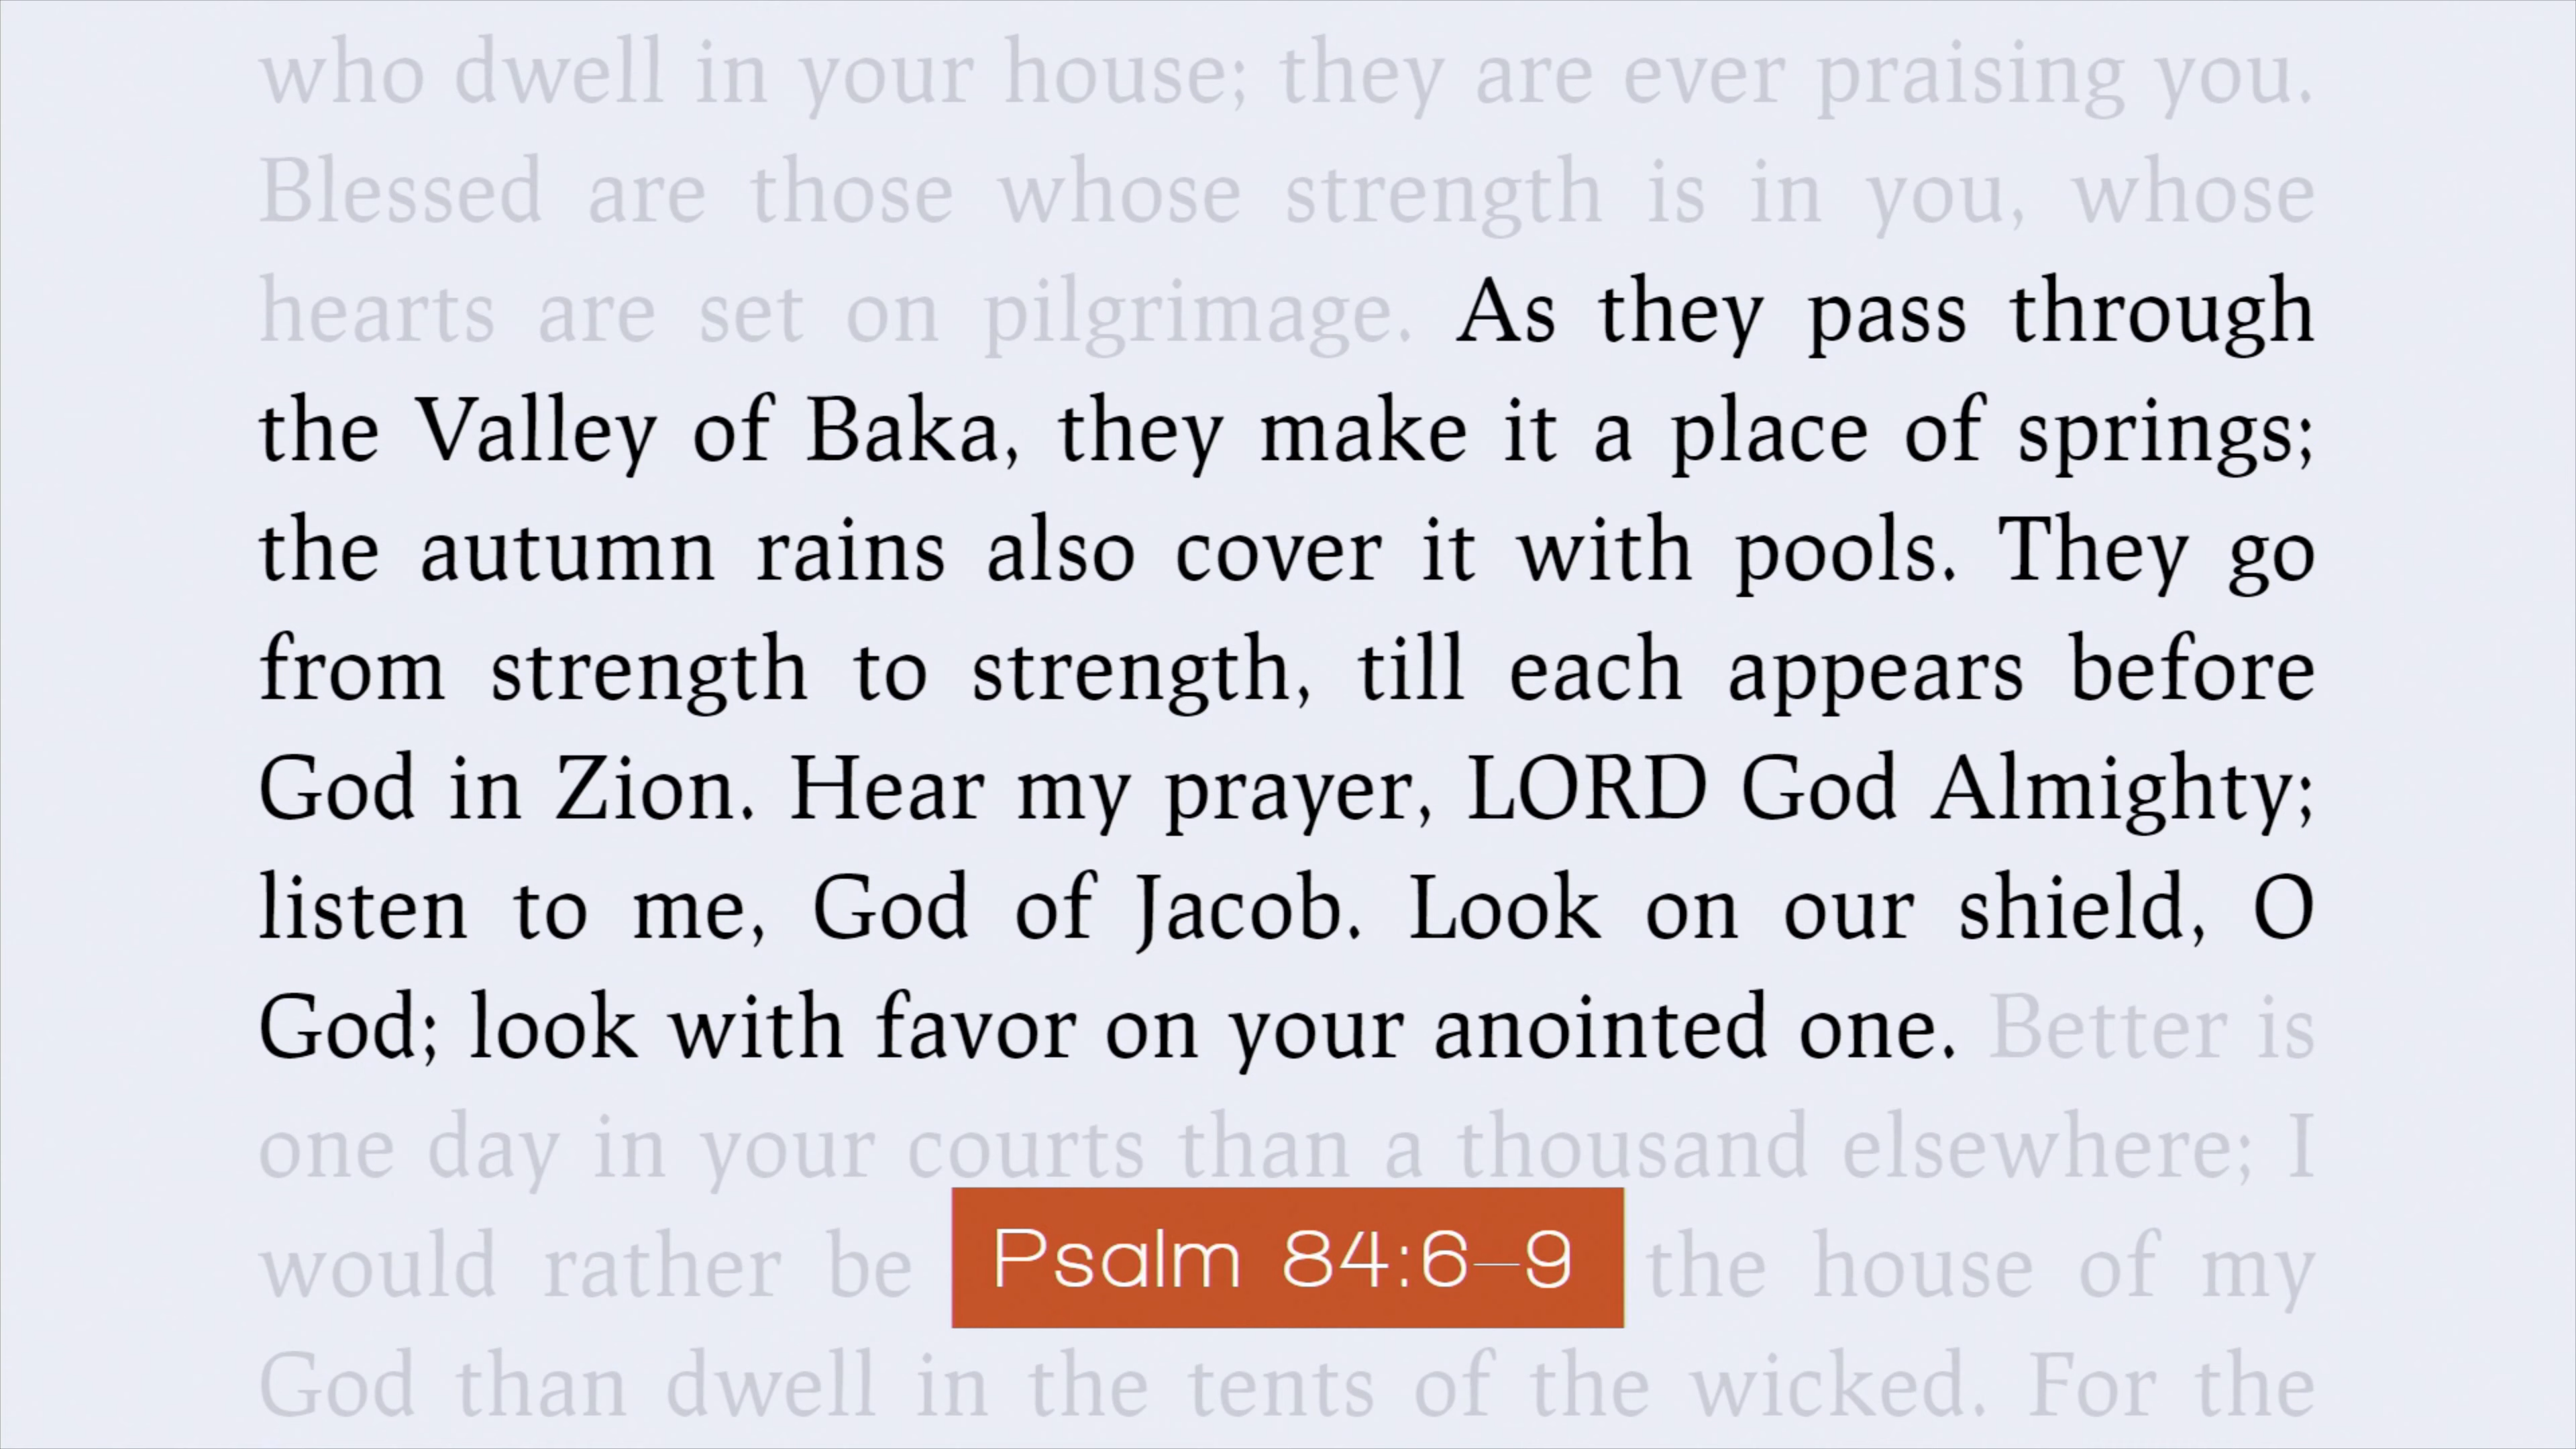 who dwell in your house; they are ever praising you.
Blessed are those whose strength is in you, whose
hearts are set on pilgrimage. As they pass through
the Valley of Baka, they make it a place of springs;
the autumn rains also cover it with pools. They go
from strength to strength, till each appears before
God in Zion. Hear my prayer, LORD God Almighty;
listen to me, God of Jacob. Look on our shield, O
God; look with favor on your anointed one. Better is
one day in your courts than a thousand elsewhere; I
would rather be the house of my
Psalm 84:6–9
God than dwell in the tents of the wicked. For the